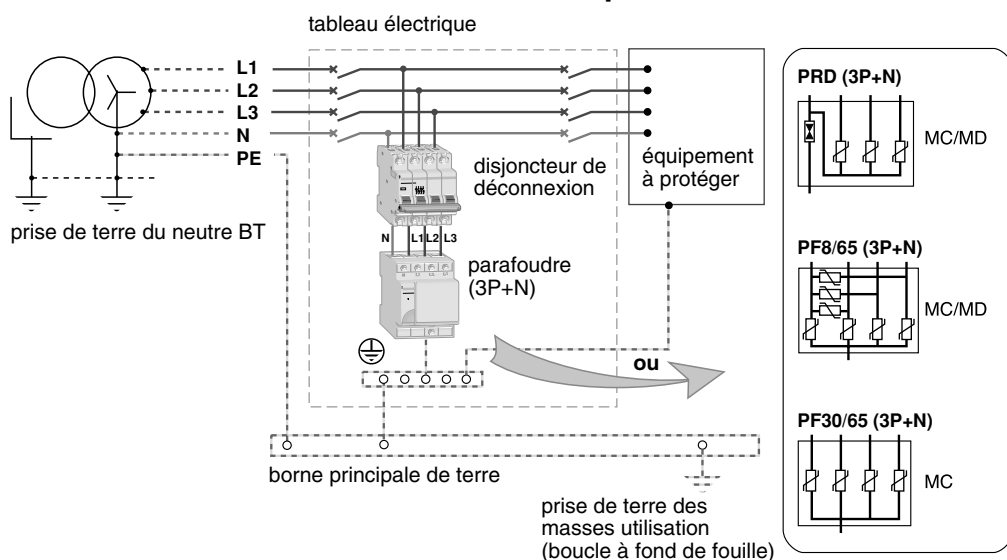 tableau électrique
L1
L2
L3
N
PE
prise de terre du neutre BT
disjoncteur de
déconnexion
équipement
à protéger
N L1 L2 L3
parafoudre
(3P+N)
ou
borne principale de terre
prise de terre des
masses utilisation
(boucle à fond de fouille)
PRD (3P+N)
MC/MD
PF8/65 (3P+N)
MC/MD
PF30/65 (3P+N)
MC